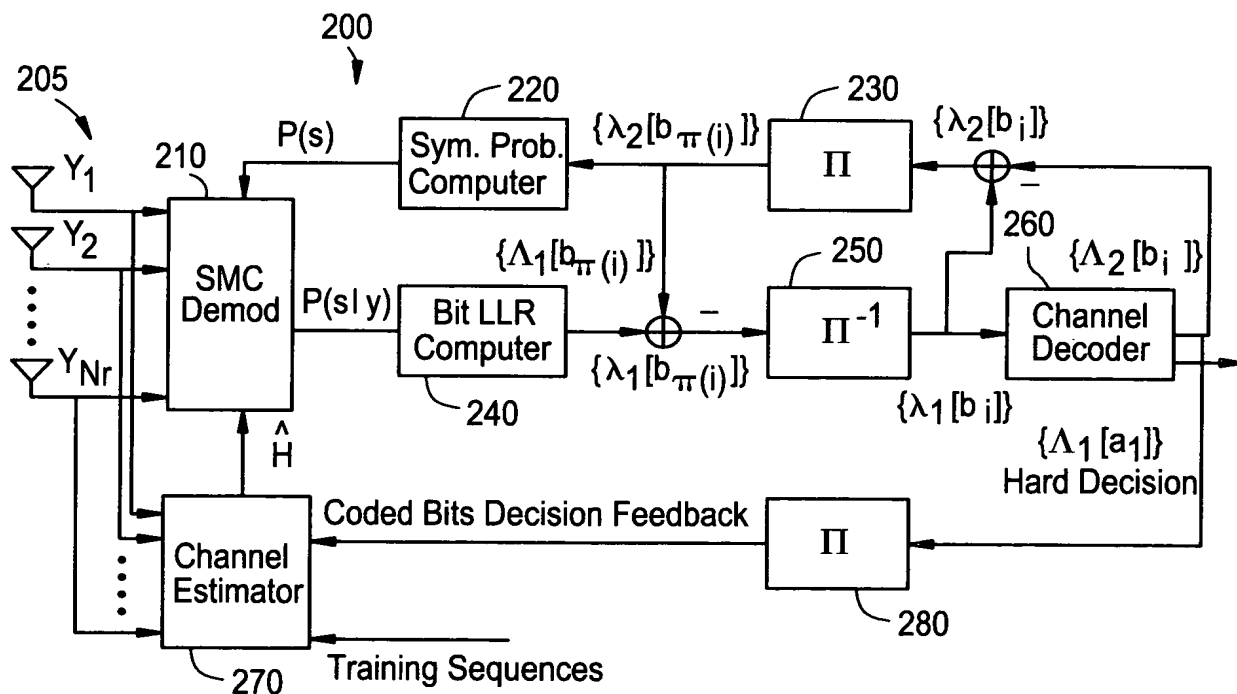 200
205
220
230
{λ2[bπ(i)]}
{λ2[bi]}
P(s)
Y1
210
Sym. Prob.
Computer
Π
−
260
Y2
SMC
Demod
{Λ1[bπ(i)]}
250
{Λ2[bi]}
P(s|y)
Bit LLR
Computer
−
Π-1
Channel
Decoder
YNr
{λ1[bπ(i)]}
240
{λ1[bi]}
Ĥ
{Λ1[a1]}
Hard Decision
Coded Bits Decision Feedback
Π
Channel
Estimator
280
Training Sequences
270